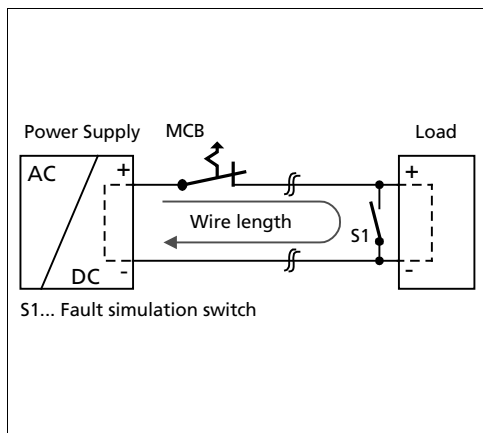 Power Supply
MCB
Load
AC
+
+
Wire length
S1
DC
-
-
S1... Fault simulation switch